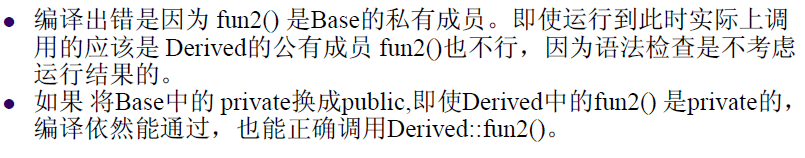 • 编译出错是因为 fun2() 是Base的私有成员。即使运行到此时实际上调
用的应该是 Derived的公有成员 fun2()也不行，因为语法检查是不考虑
运行结果的。
• 如果 将Base中的 private换成public,即使Derived中的fun2() 是private的，
编译依然能通过，也能正确调用Derived::fun2()。